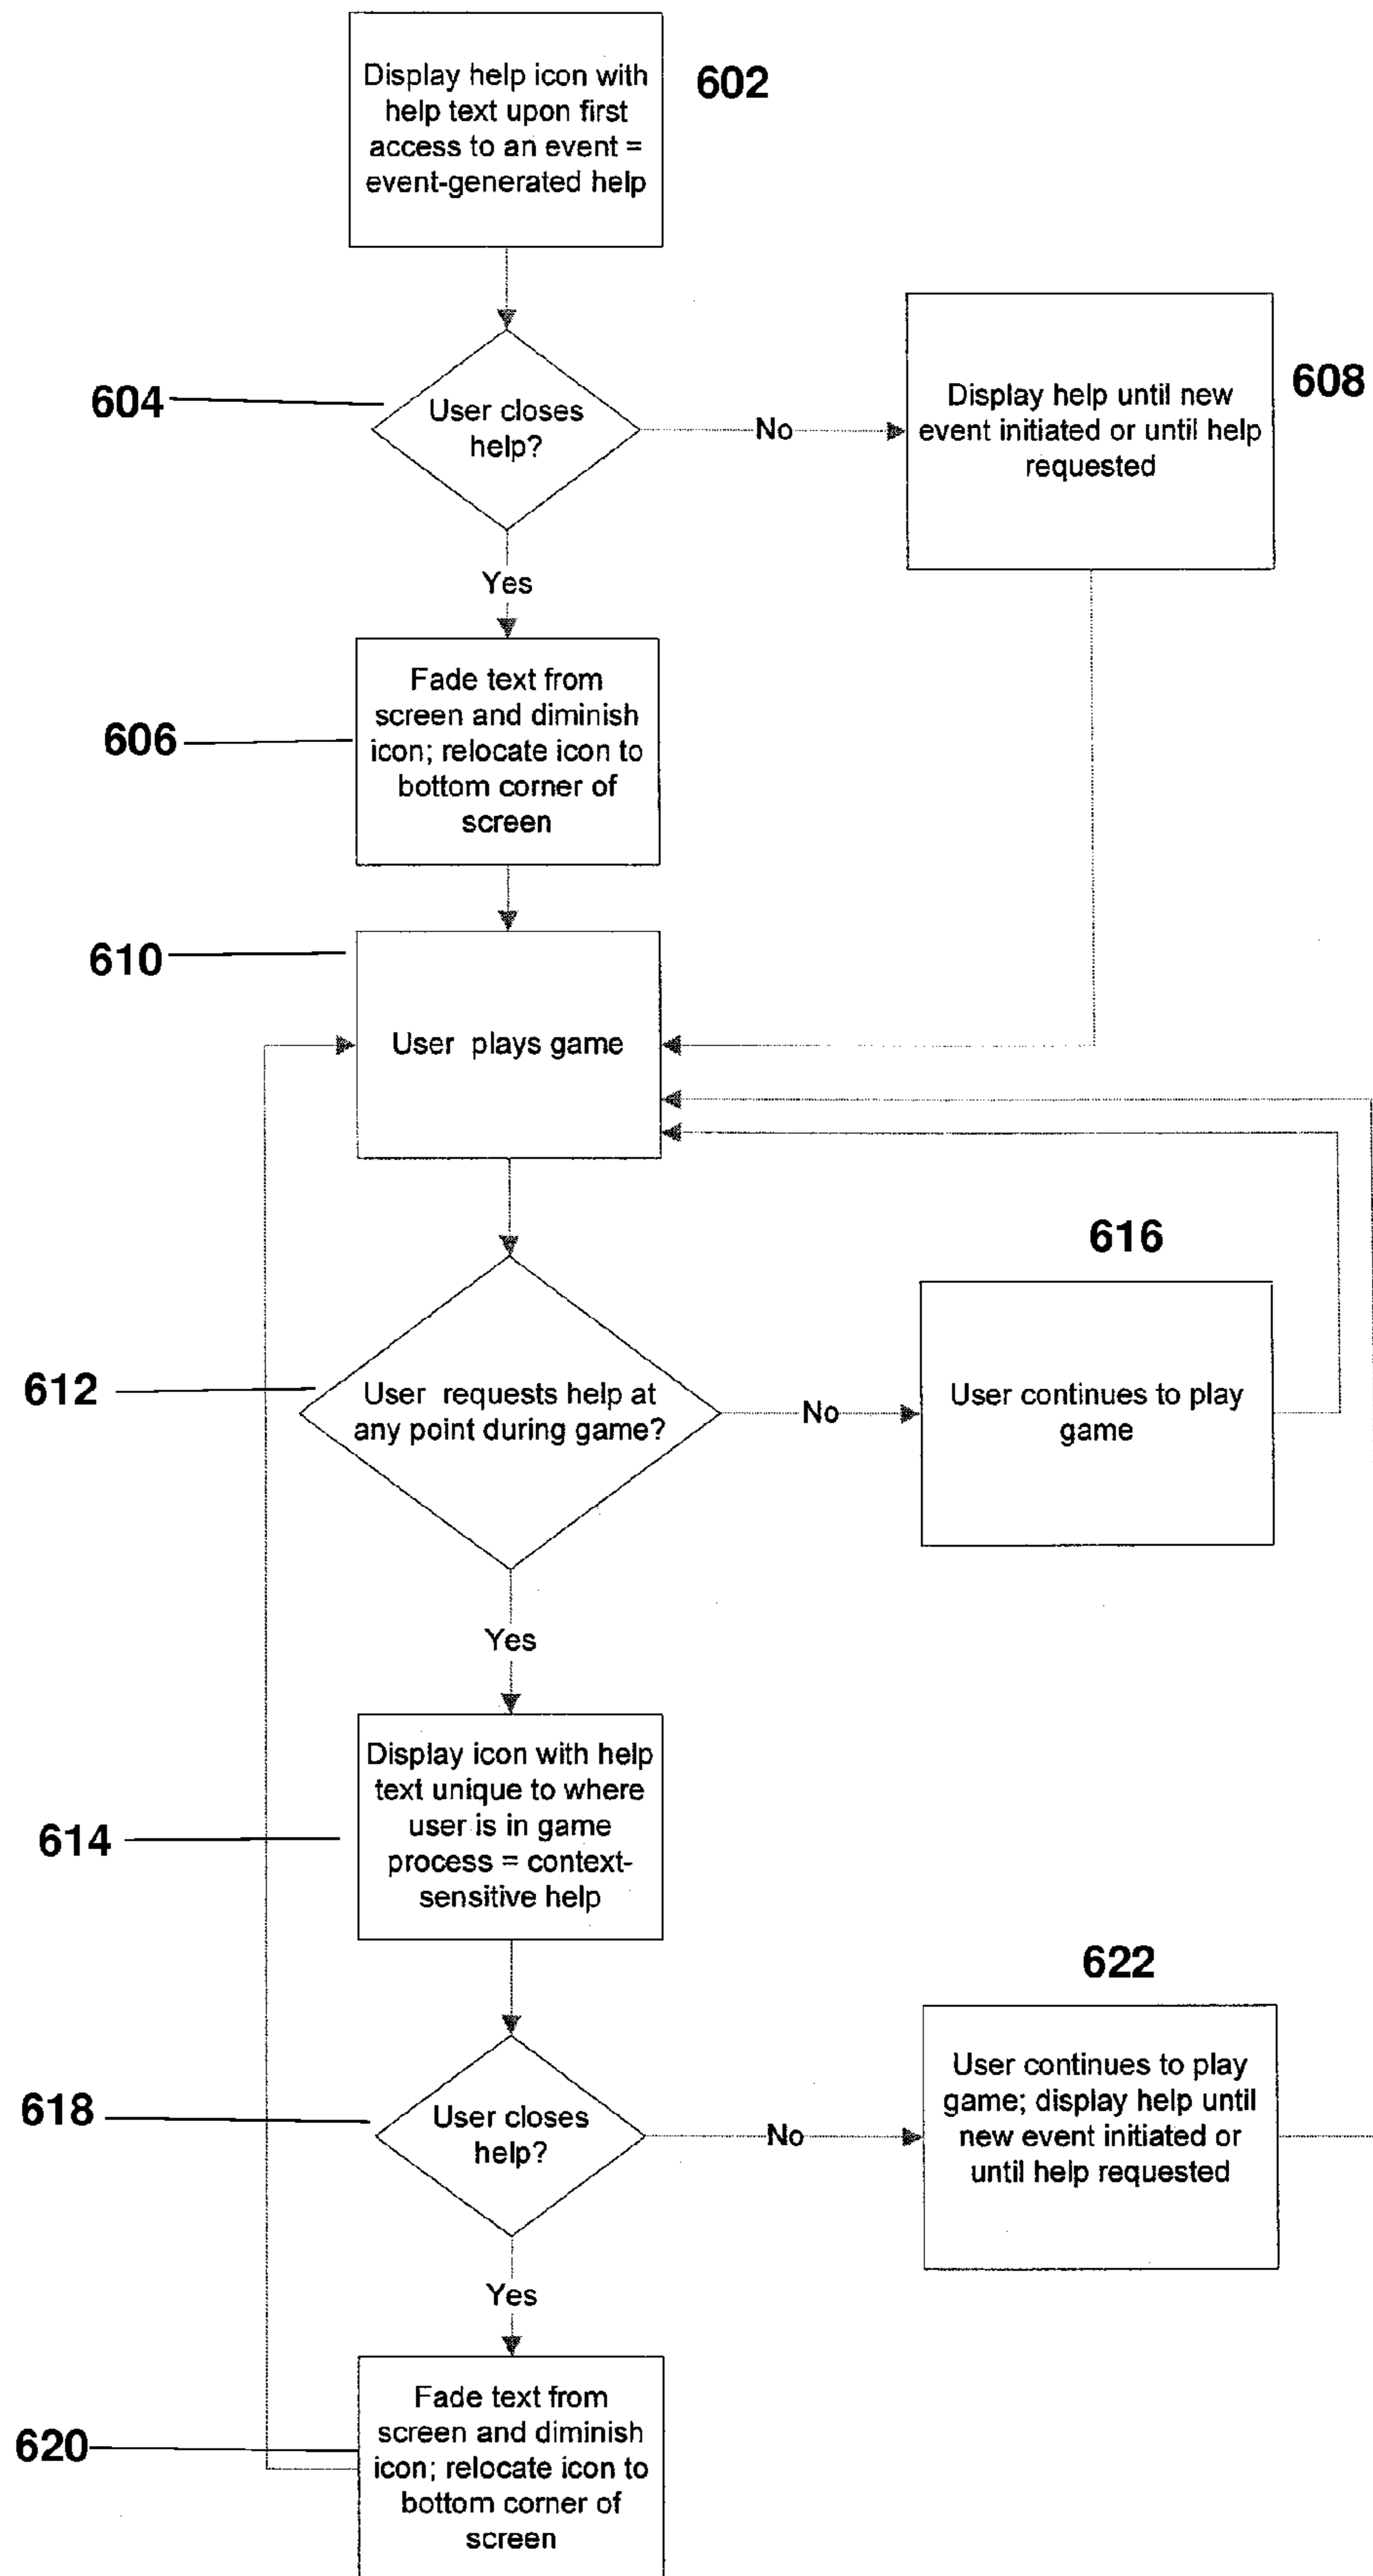 Display help icon with
help text upon first
access to an event =
event-generated help
602
604
User closes
help?
No
Display help until new
event initiated or until help
requested
608
Yes
606
Fade text from
screen and diminish
icon; relocate icon to
bottom corner of
screen
610
User plays game
612
User requests help at
any point during game?
No
616
User continues to play
game
Yes
614
Display icon with help
text unique to where
user is in game
process = context-
sensitive help
618
User closes
help?
No
622
User continues to play
game; display help until
new event initiated or
until help requested
Yes
620
Fade text from
screen and diminish
icon; relocate icon to
bottom corner of
screen